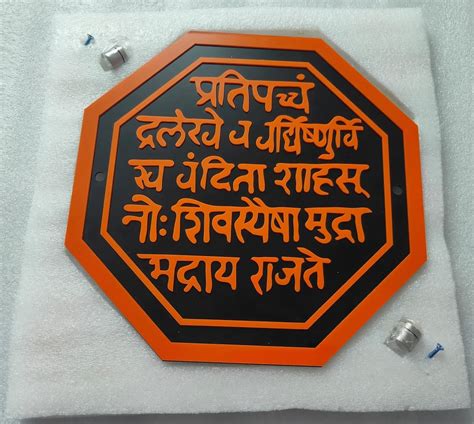 प्रतिपच्चं
द्रलेखे व वर्द्धिष्णुर्वि
श्व वंदिता शाहसू
नोः शिवस्यैषा मुद्रा
भद्राय राजते